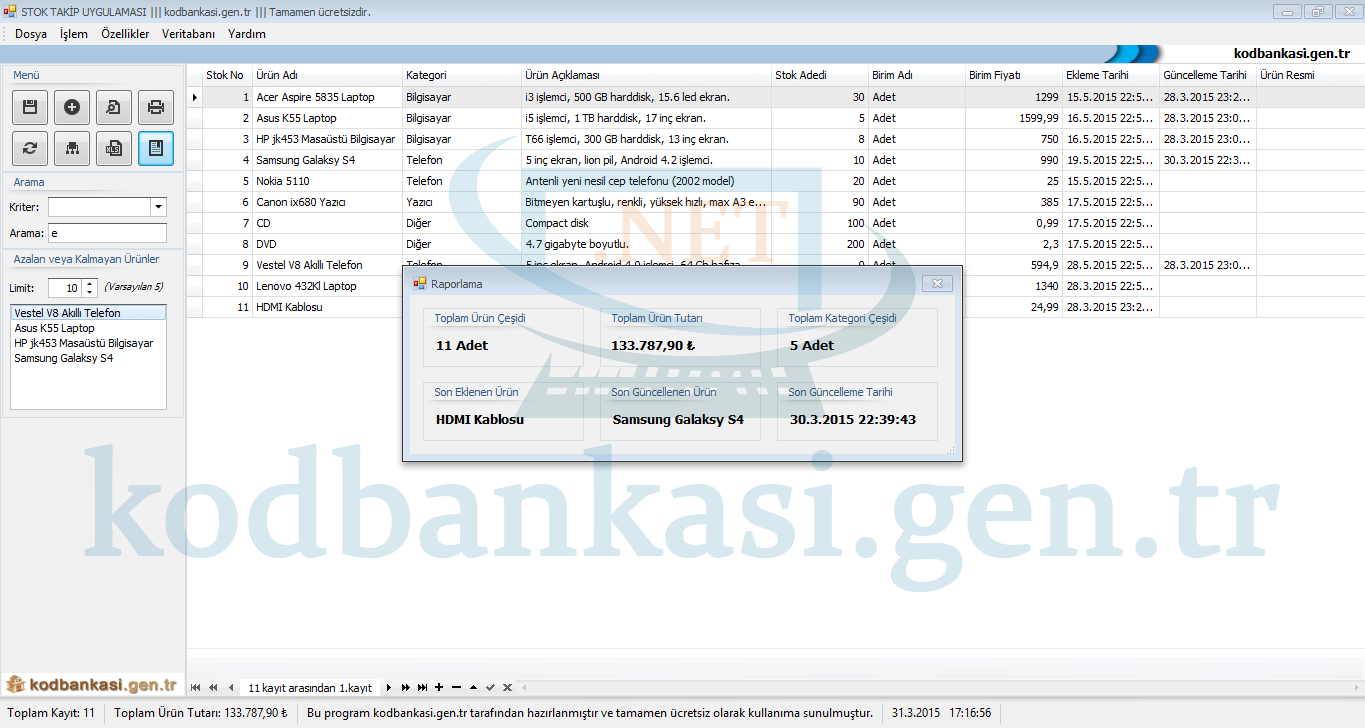 STOK TAKİP UYGULAMASI ||| kodbankasi.gen.tr ||| Tamamen ücretsizdir.
Dosya İşlem Özellikler Veritabanı Yardım
kodbankasi.gen.tr
Menü
XLS
Arama
Kriter:
Arama: e
Azalan veya Kalmayan Ürünler
Limit: 10 (Varsayılan 5)
Vestel V8 Akıllı Telefon
Asus K55 Laptop
HP jk453 Masaüstü Bilgisayar
Samsung Galaksy S4
kodbankasi.gen.tr
Stok No Ürün Adı Kategori Ürün Açıklaması Stok Adedi Birim Adı Birim Fiyatı Ekleme Tarihi Güncelleme Tarihi Ürün Resmi
1 Acer Aspire 5835 Laptop Bilgisayar i3 işlemci, 500 GB harddisk, 15.6 led ekran. 30 Adet 1299 15.5.2015 22:5... 28.3.2015 23:2...
2 Asus K55 Laptop Bilgisayar i5 işlemci, 1 TB harddisk, 17 inç ekran. 5 Adet 1599,99 16.5.2015 22:5... 28.3.2015 23:0...
3 HP jk453 Masaüstü Bilgisayar Bilgisayar T66 işlemci, 300 GB harddisk, 13 inç ekran. 8 Adet 750 16.5.2015 22:5... 28.3.2015 23:0...
4 Samsung Galaksy S4 Telefon 5 inç ekran, lion pil, Android 4.2 işlemci. 10 Adet 990 19.5.2015 22:5... 30.3.2015 22:3...
5 Nokia 5110 Telefon Antenli yeni nesil cep telefonu (2002 model) 20 Adet 25 15.5.2015 22:5...
6 Canon ix680 Yazıcı Yazıcı Bitmeyen kartuşlu, renkli, yüksek hızlı, max A3 e... 90 Adet 385 17.5.2015 22:5...
7 CD Diğer Compact disk 100 Adet 0,99 17.5.2015 22:5...
8 DVD Diğer 4.7 gigabyte boyutlu. 200 Adet 2,3 17.5.2015 22:5...
9 Vestel V8 Akıllı Telefon Telefon 5 inç ekran, Android 4.0 işlemci, 64 Gb hafıza 0 Adet 594,9 28.5.2015 22:5... 28.3.2015 23:0...
10 Lenovo 432Kl Laptop 1340 28.3.2015 22:5...
11 HDMI Kablosu 24,99 28.3.2015 23:2...
.NET
Raporlama
Toplam Ürün Çeşidi Toplam Ürün Tutarı Toplam Kategori Çeşidi
11 Adet 133.787,90 ₺ 5 Adet
Son Eklenen Ürün Son Güncellenen Ürün Son Güncelleme Tarihi
HDMI Kablosu Samsung Galaksy S4 30.3.2015 22:39:43
kodbankasi.gen.tr
11 kayıt arasından 1.kayıt
Toplam Kayıt: 11 Toplam Ürün Tutarı: 133.787,90 ₺ Bu program kodbankasi.gen.tr tarafından hazırlanmıştır ve tamamen ücretsiz olarak kullanıma sunulmuştur. 31.3.2015 17:16:56